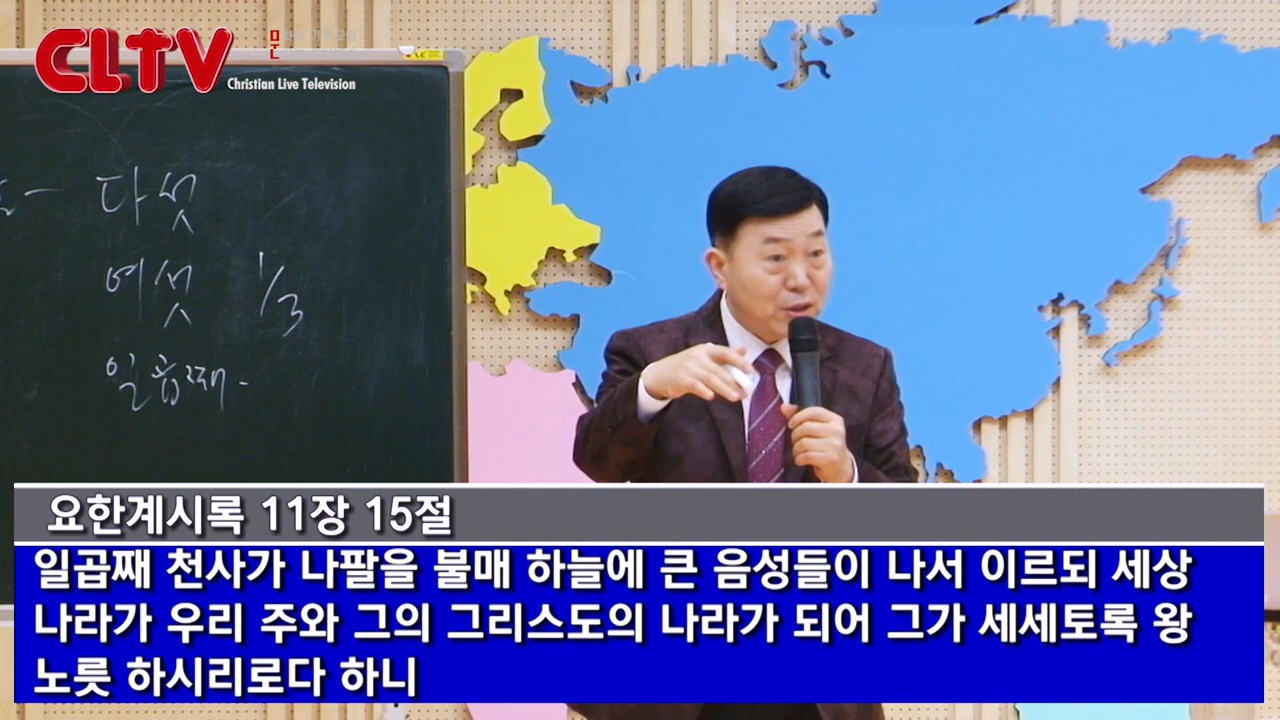 CLTV
Christian Live Television
다섯
여섯 1/3
일곱째 -
요한계시록 11장 15절
일곱째 천사가 나팔을 불매 하늘에 큰 음성들이 나서 이르되 세상
나라가 우리 주와 그의 그리스도의 나라가 되어 그가 세세토록 왕
노릇 하시리로다 하니